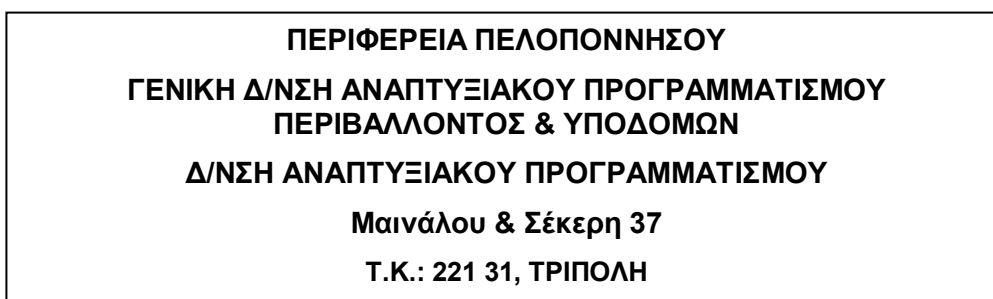 ΠΕΡΙΦΕΡΕΙΑ ΠΕΛΟΠΟΝΝΗΣΟΥ
ΓΕΝΙΚΗ Δ/ΝΣΗ ΑΝΑΠΤΥΞΙΑΚΟΥ ΠΡΟΓΡΑΜΜΑΤΙΣΜΟΥ
ΠΕΡΙΒΑΛΛΟΝΤΟΣ & ΥΠΟΔΟΜΩΝ
Δ/ΝΣΗ ΑΝΑΠΤΥΞΙΑΚΟΥ ΠΡΟΓΡΑΜΜΑΤΙΣΜΟΥ
Μαινάλου & Σέκερη 37
Τ.Κ.: 221 31, ΤΡΙΠΟΛΗ